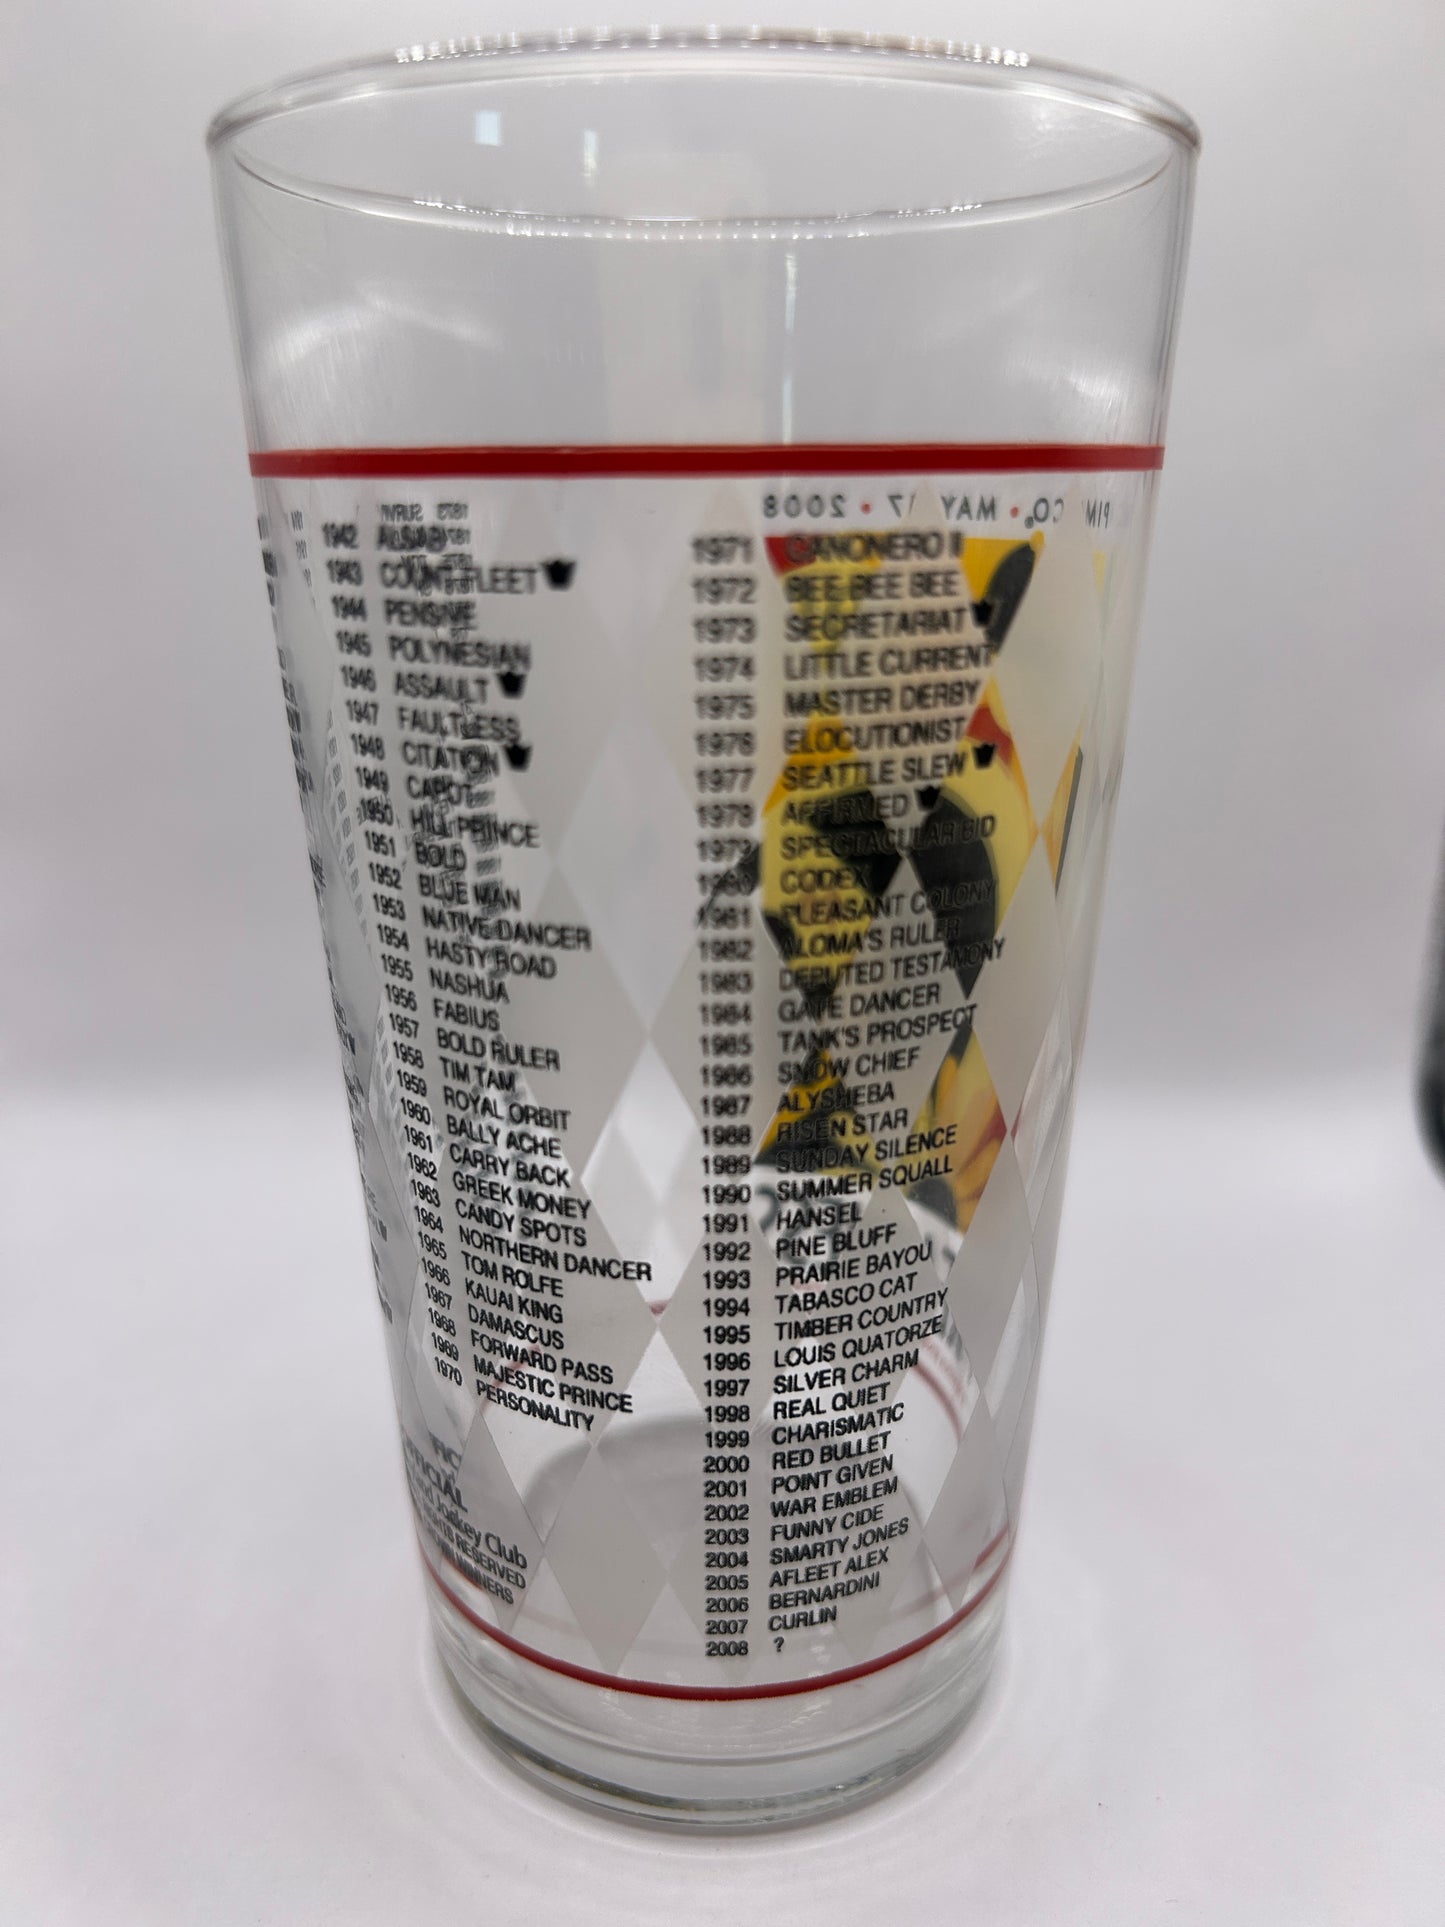 1942 ALSAB
1943 COUNT FLEET
1944 PENSIVE
1945 POLYNESIAN
1946 ASSAULT
1947 FAULTLESS
1948 CITATION
1949 CAPOT
1950 HILL PRINCE
1951 BOLD
1952 BLUE MAN
1953 NATIVE DANCER
1954 HASTY ROAD
1955 NASHUA
1956 FABIUS
1957 BOLD RULER
1958 TIM TAM
1959 ROYAL ORBIT
1960 BALLY ACHE
1961 CARRY BACK
1962 GREEK MONEY
1963 CANDY SPOTS
1964 NORTHERN DANCER
1965 TOM ROLFE
1966 KAUAI KING
1967 DAMASCUS
1968 FORWARD PASS
1969 MAJESTIC PRINCE
1970 PERSONALITY
1971 CANONERO II
1972 BEE BEE BEE
1973 SECRETARIAT
1974 LITTLE CURRENT
1975 MASTER DERBY
1976 ELOCUTIONIST
1977 SEATTLE SLEW
1978 AFFIRMED
1979 SPECTACULAR BID
1980 CODEX
1981 PLEASANT COLONY
1982 ALOMA'S RULER
1983 DEPUTED TESTAMONY
1984 GATE DANCER
1985 TANK'S PROSPECT
1986 SNOW CHIEF
1987 ALYSHEBA
1988 RISEN STAR
1989 SUNDAY SILENCE
1990 SUMMER SQUALL
1991 HANSEL
1992 PINE BLUFF
1993 PRAIRIE BAYOU
1994 TABASCO CAT
1995 TIMBER COUNTRY
1996 LOUIS QUATORZE
1997 SILVER CHARM
1998 REAL QUIET
1999 CHARISMATIC
2000 RED BULLET
2001 POINT GIVEN
2002 WAR EMBLEM
2003 FUNNY CIDE
2004 SMARTY JONES
2005 AFLEET ALEX
2006 BERNARDINI
2007 CURLIN
2008 ?
MAY 17 • 2008
Jockey Club
RESERVED
WINNERS